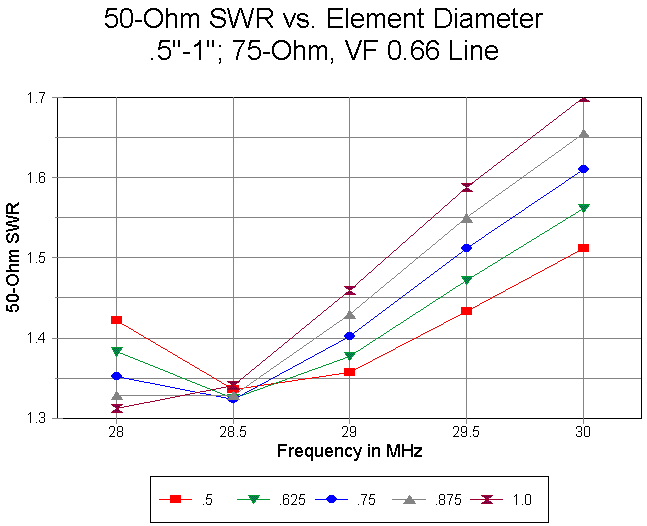 50-Ohm SWR vs. Element Diameter
.5"-1"; 75-Ohm, VF 0.66 Line
1.7
1.6
1.5
1.4
1.3
50-Ohm SWR
28 28.5 29 29.5 30
Frequency in MHz
.5 .625 .75 .875 1.0